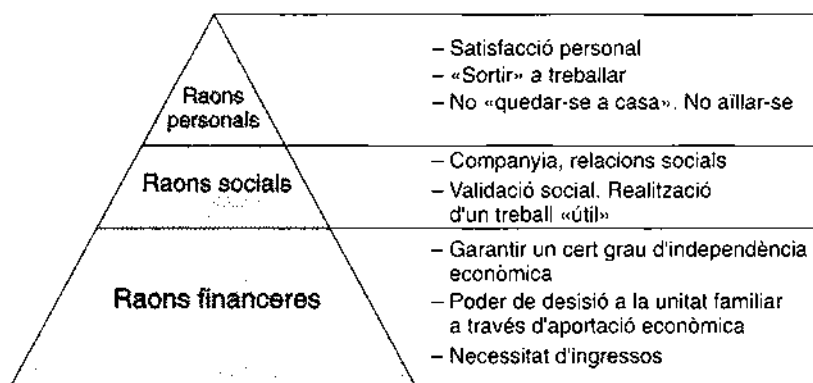 Raons
personals
– Satisfacció personal
– «Sortir» a treballar
– No «quedar-se a casa». No aïllar-se
Raons socials
– Companyia, relacions socials
– Validació social. Realització
d'un treball «útil»
Raons financeres
– Garantir un cert grau d'independència
econòmica
– Poder de desisió a la unitat familiar
a través d'aportació econòmica
– Necessitat d'ingressos